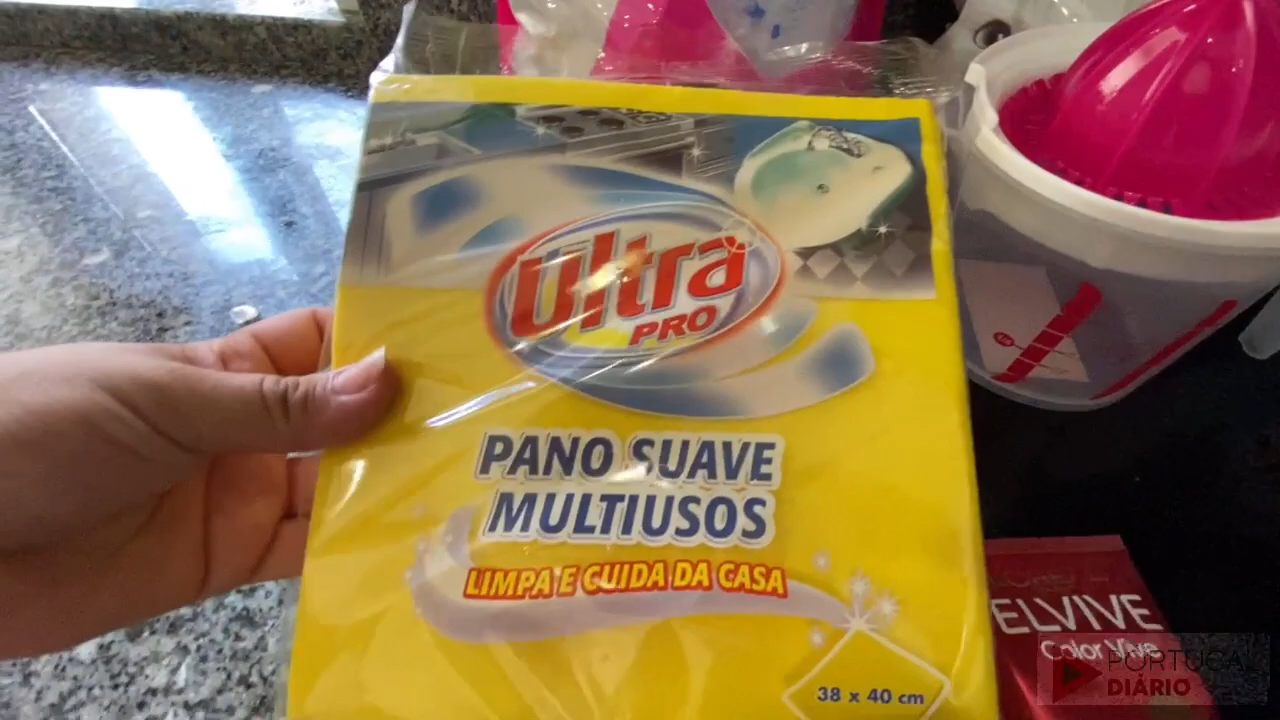 Ultra
PRO
PANO SUAVE
MULTIUSOS
LIMPA E CUIDA DA CASA
38 x 40 cm
ELVIVE
Color Vive
PORTUGAL
DIÁRIO